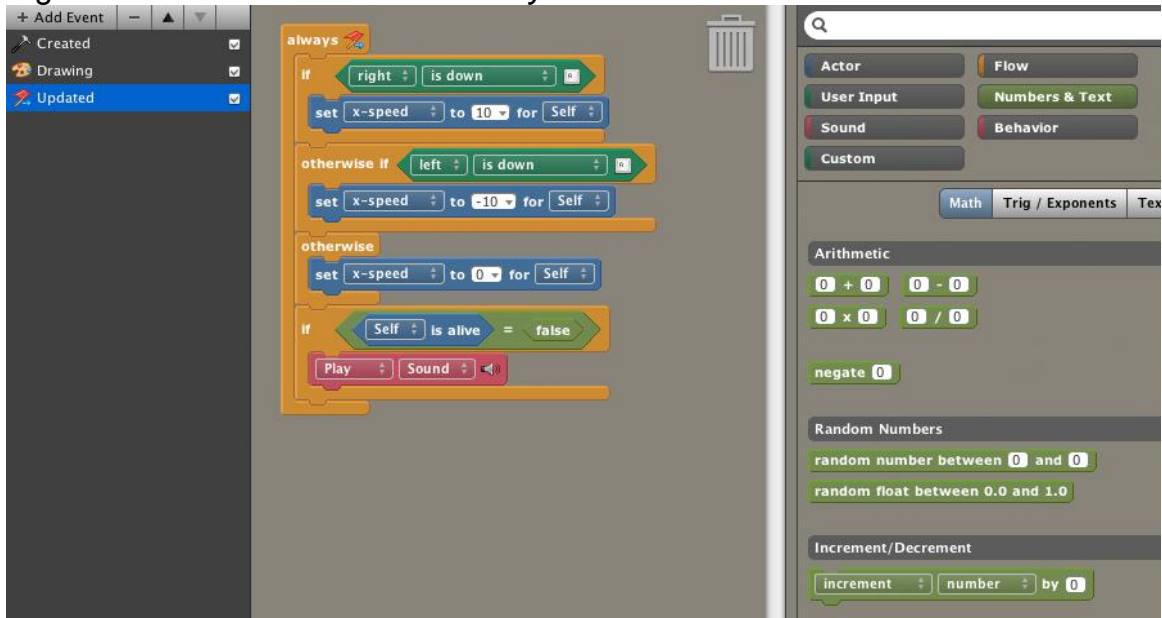 + Add Event
Created
Drawing
Updated
always
if right is down
set x-speed to 10 for Self
otherwise if left is down
set x-speed to -10 for Self
otherwise
set x-speed to 0 for Self
if Self is alive = false
Play Sound
Actor Flow
User Input Numbers & Text
Sound Behavior
Custom
Math Trig / Exponents
Arithmetic
0 + 0 0 - 0
0 x 0 0 / 0
negate 0
Random Numbers
random number between 0 and 0
random float between 0.0 and 1.0
Increment/Decrement
increment number by 0